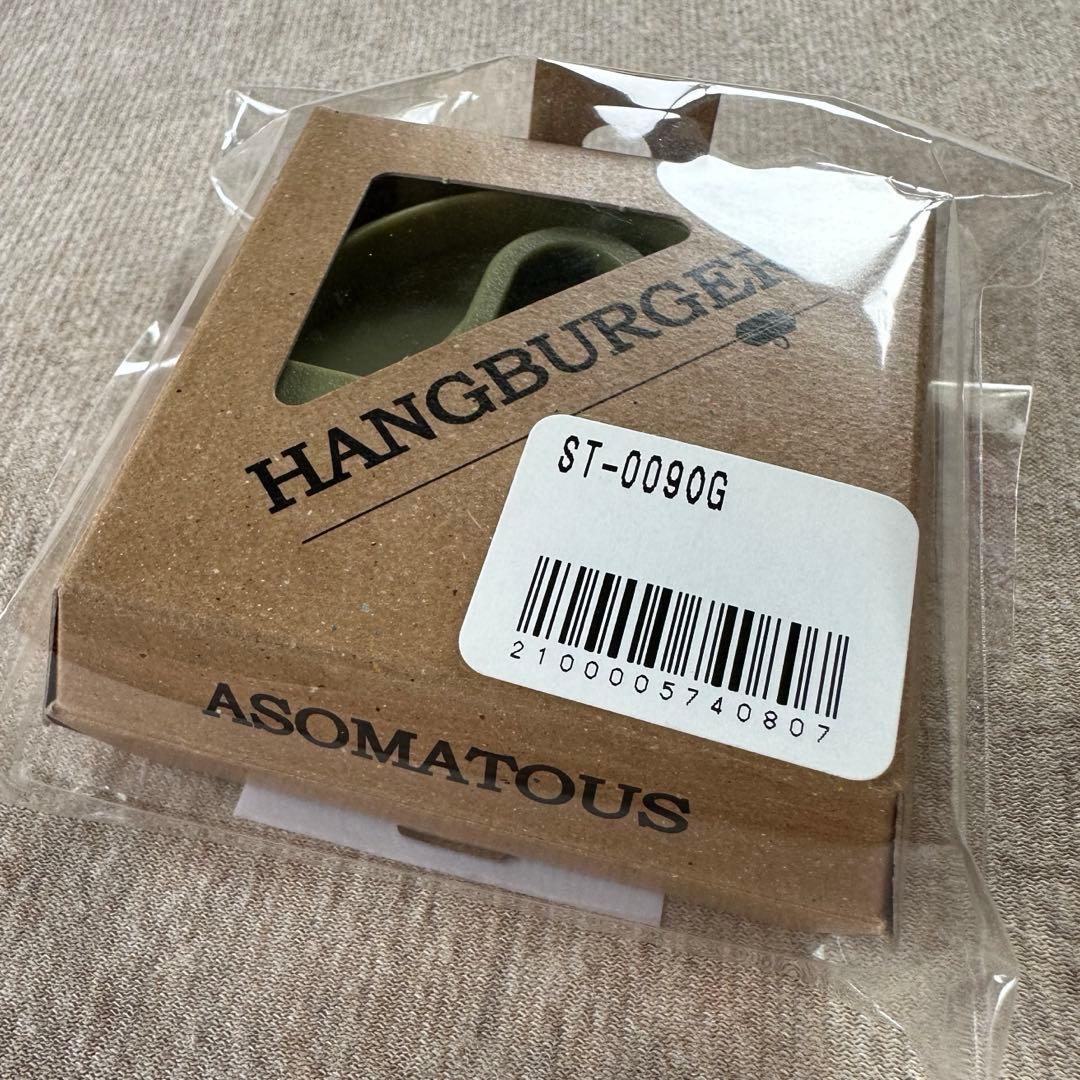 HANGBURGER
ST-0090G
2100005740807
ASOMATOUS